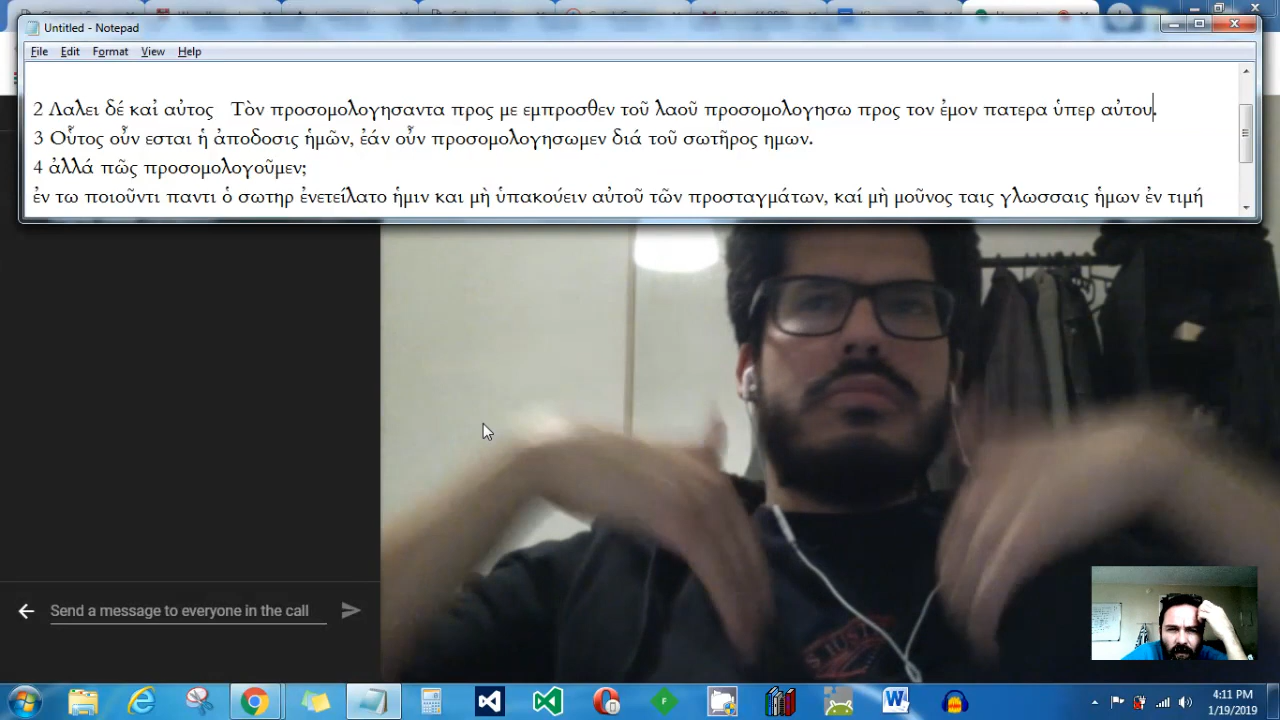 Untitled - Notepad
File Edit Format View Help
2 Λαλει δέ καἰ αὐτος   Τὸν προσομολογησαντα προς με εμπροσθεν τοῦ λαοῦ προσομολογησω προς τον ἐμον πατερα ὑπερ αὐτου.
3 Οὗτος οὖν εσται ἡ ἀποδοσις ἡμῶν, ἐάν οὖν προσομολογησωμεν διά τοῦ σωτῆρος ημων.
4 ἀλλά πῶς προσομολογοῦμεν;
ἐν τω ποιοῦντι παντι ὁ σωτηρ ἐνετείλατο ἡμιν και μὴ ὑπακούειν αὐτοῦ τῶν προσταγμάτων, καί μὴ μοῦνος ταις γλωσσαις ἡμων ἐν τιμή
Send a message to everyone in the call
4:11 PM
1/19/2019